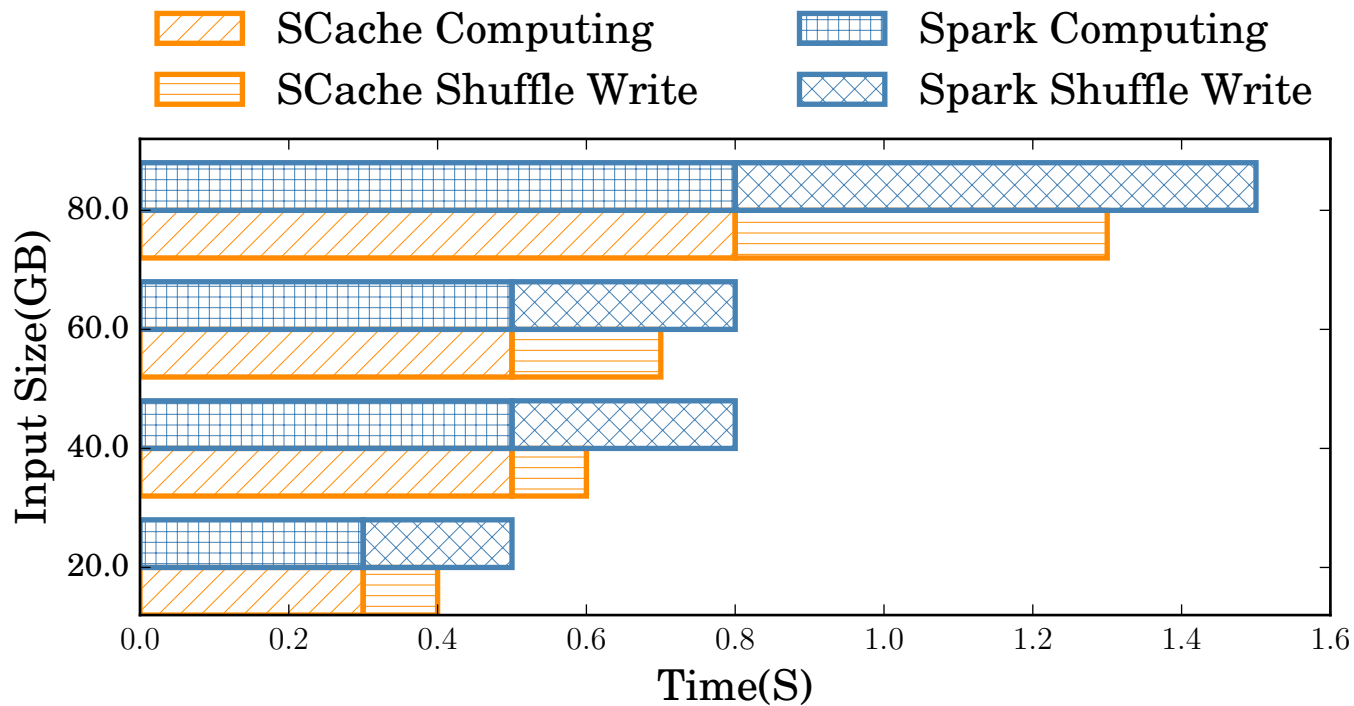 SCache Computing
SCache Shuffle Write
Spark Computing
Spark Shuffle Write
Input Size(GB)
80.0
60.0
40.0
20.0
0.0 0.2 0.4 0.6 0.8 1.0 1.2 1.4 1.6
Time(S)